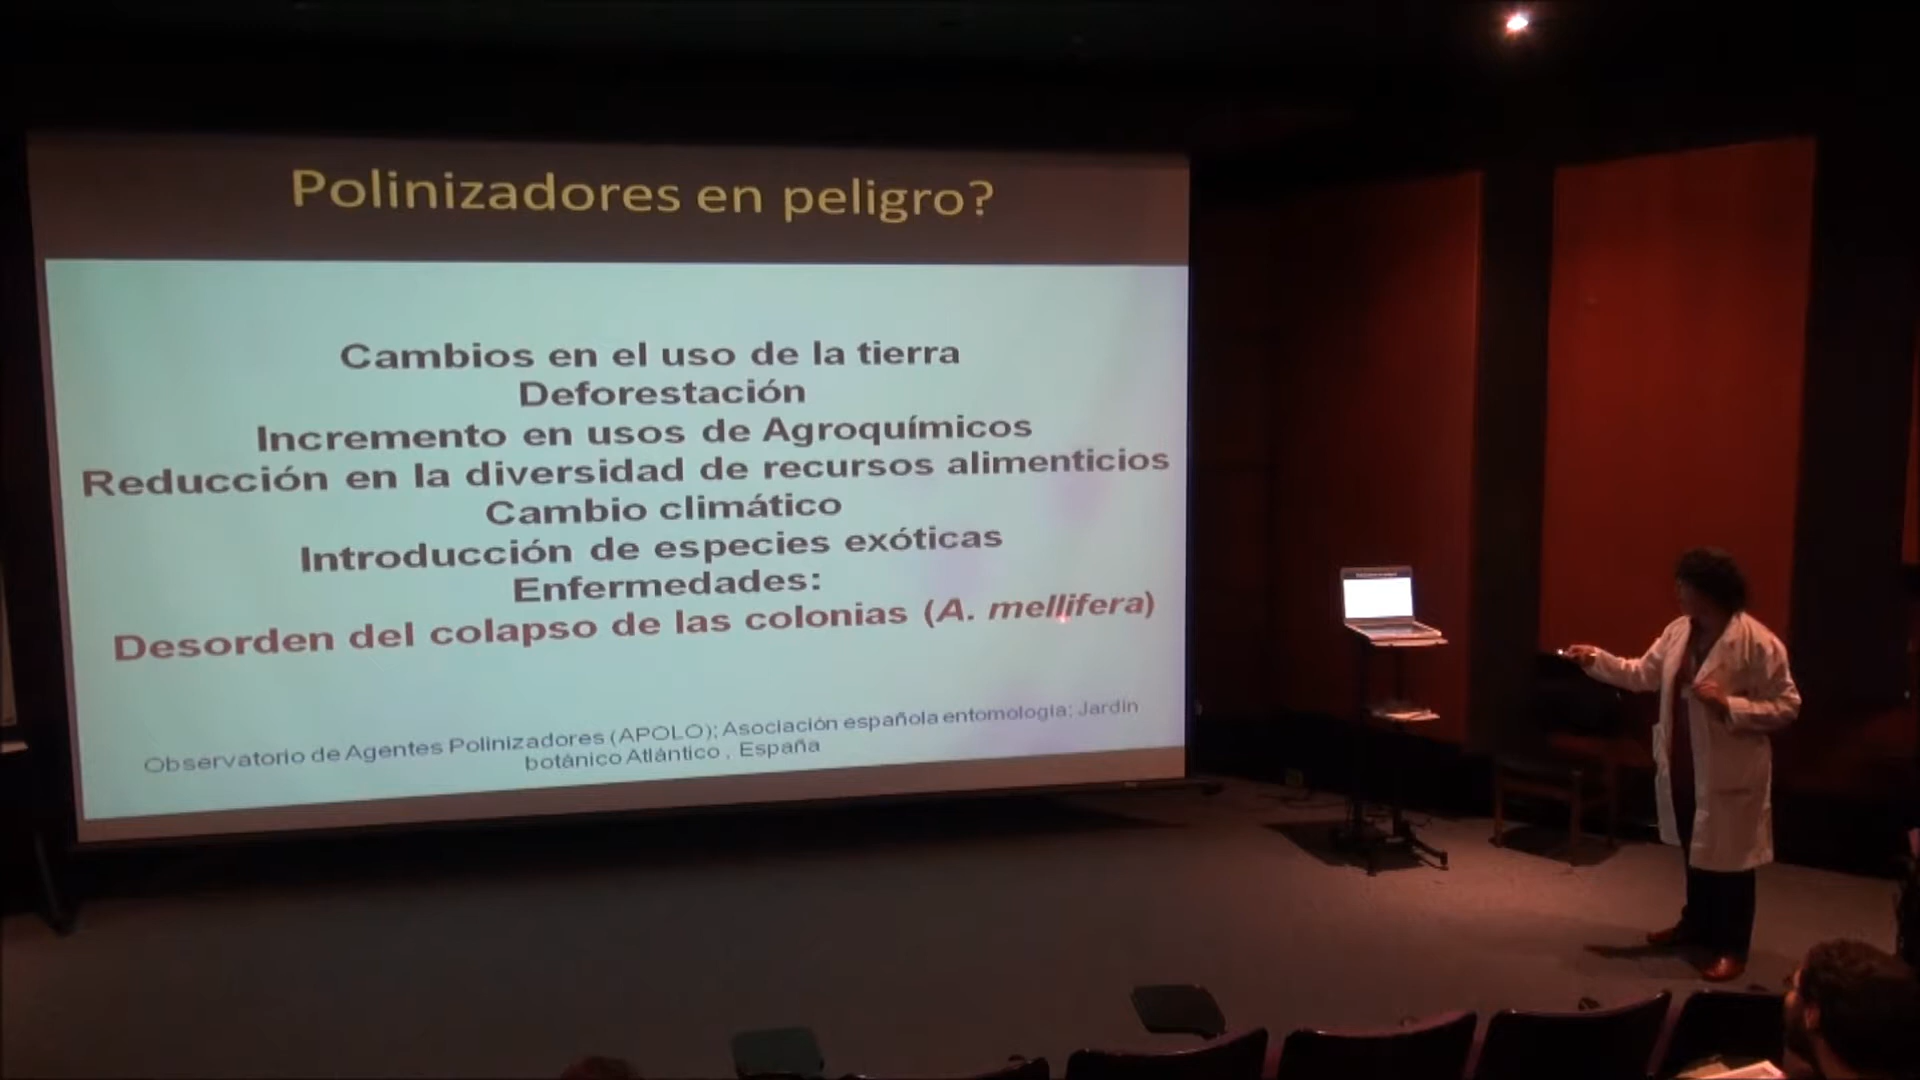 Polinizadores en peligro?
Cambios en el uso de la tierra
Deforestación
Incremento en usos de Agroquímicos
Reducción en la diversidad de recursos alimenticios
Cambio climático
Introducción de especies exóticas
Enfermedades:
Desorden del colapso de las colonias (A. mellifera)
Observatorio de Agentes Polinizadores (APOLO); Asociación española entomologia; Jardín
botánico Atlántico , España